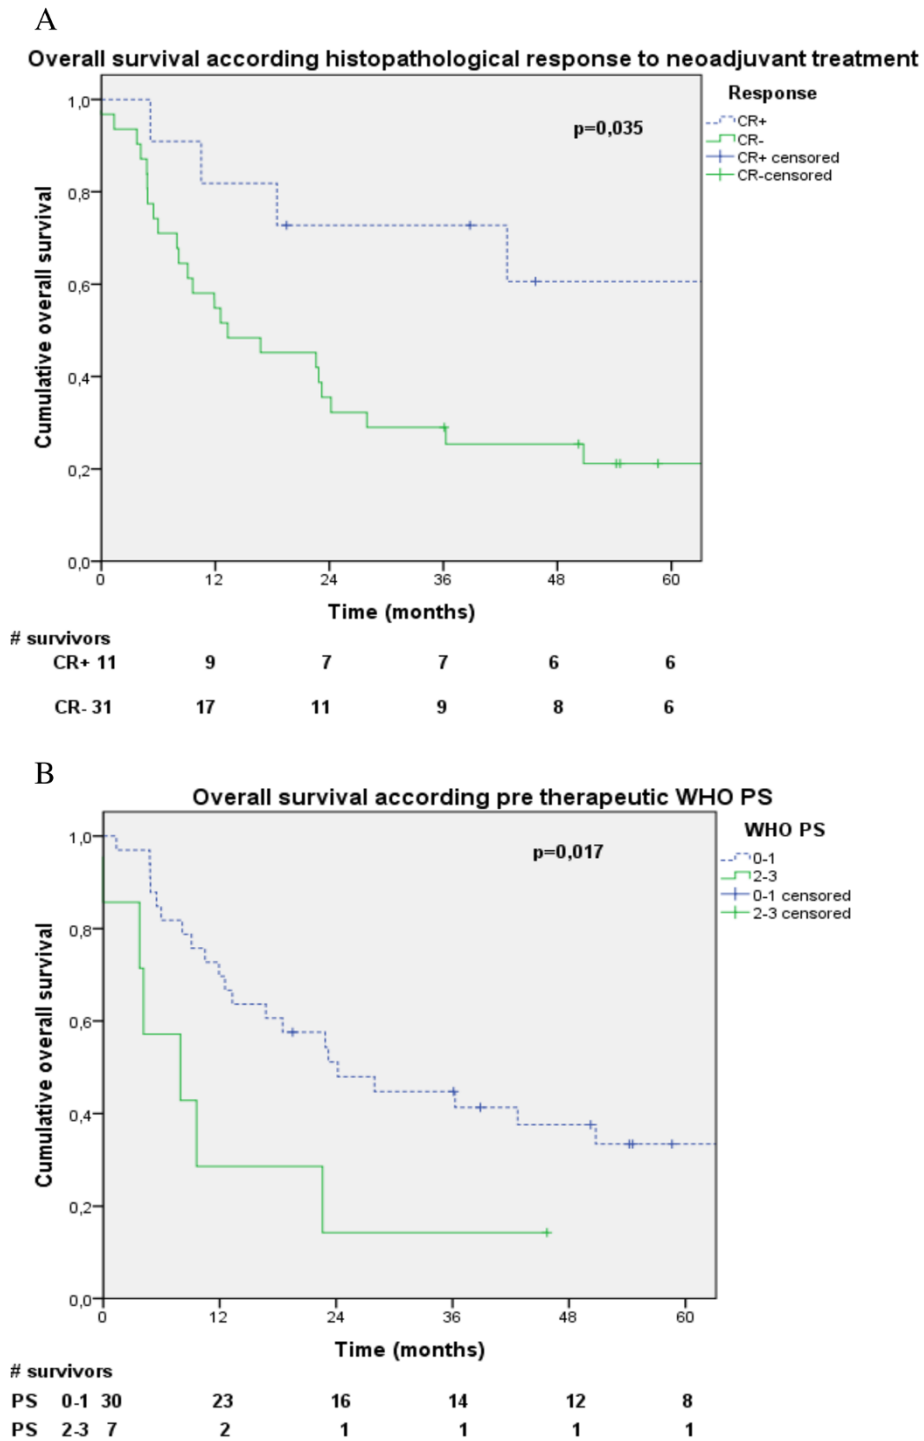 A
Overall survival according histopathological response to neoadjuvant treatment
Response
CR+
CR-
CR+ censored
CR-censored
p=0,035
Cumulative overall survival
1,0
0,8
0,6
0,4
0,2
0,0
0 12 24 36 48 60
Time (months)
# survivors
CR+ 11 9 7 7 6 6
CR- 31 17 11 9 8 6
B
Overall survival according pre therapeutic WHO PS
WHO PS
0-1
2-3
0-1 censored
2-3 censored
p=0,017
Cumulative overall survival
1,0
0,8
0,6
0,4
0,2
0,0
0 12 24 36 48 60
Time (months)
# survivors
PS 0-1 30 23 16 14 12 8
PS 2-3 7 2 1 1 1 1